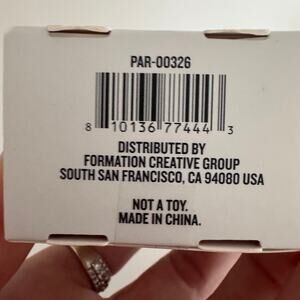 PAR-00326
8 10136 77444 3
DISTRIBUTED BY
FORMATION CREATIVE GROUP
SOUTH SAN FRANCISCO, CA 94080 USA
NOT A TOY.
MADE IN CHINA.